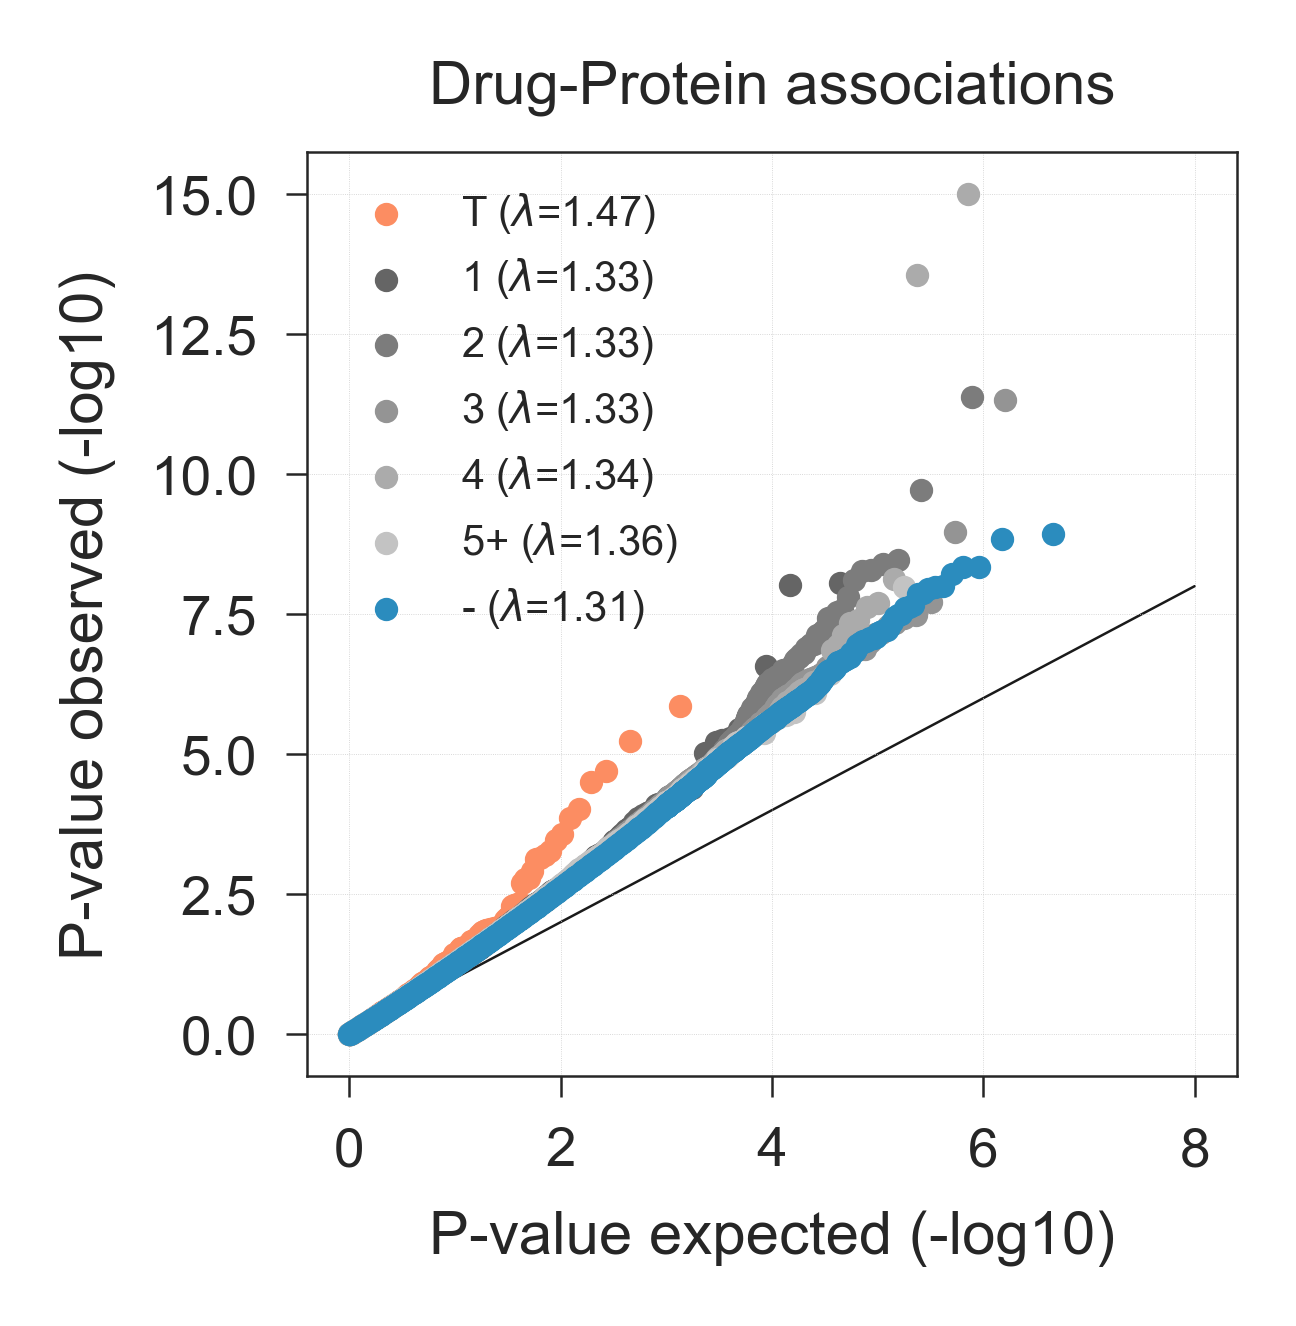 Drug-Protein associations
15.0
12.5
10.0
7.5
5.0
2.5
0.0
P-value observed (-log10)
T (λ=1.47)
1 (λ=1.33)
2 (λ=1.33)
3 (λ=1.33)
4 (λ=1.34)
5+ (λ=1.36)
- (λ=1.31)
0 2 4 6 8
P-value expected (-log10)